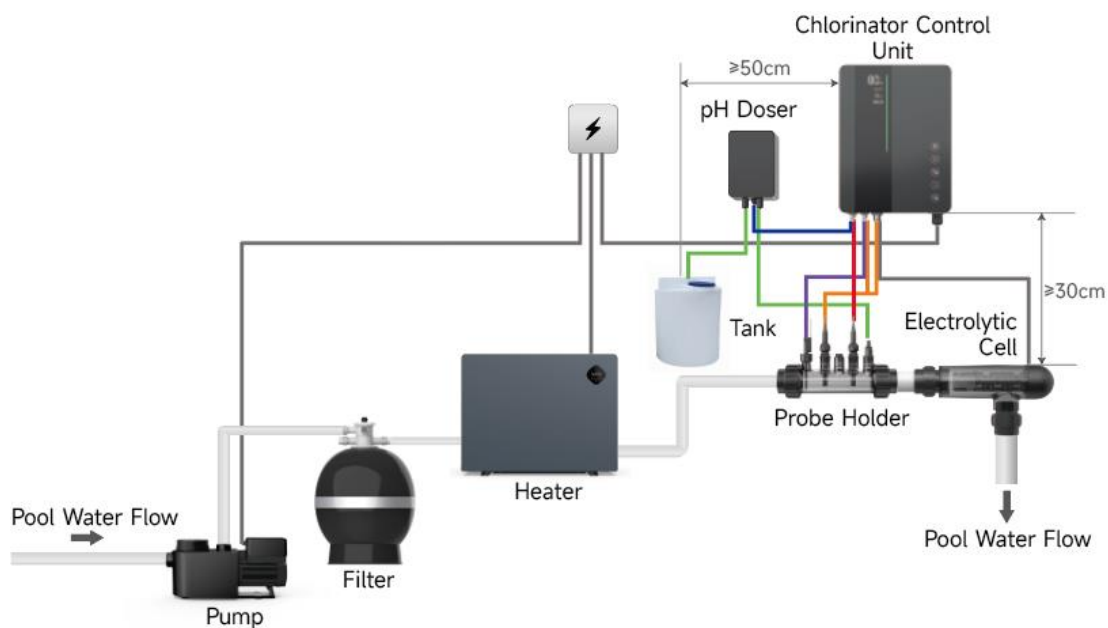 Chlorinator Control
Unit
≥50cm
pH Doser
≥30cm
Tank
Electrolytic
Cell
Probe Holder
Heater
Pool Water Flow
Pool Water Flow
Filter
Pump